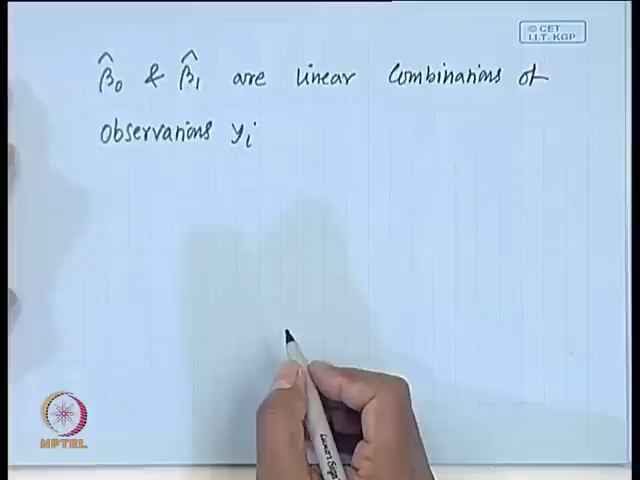 © CET
I.I.T. KGP
β̂₀ & β̂₁ are linear Combinations of
observations yᵢ
NPTEL